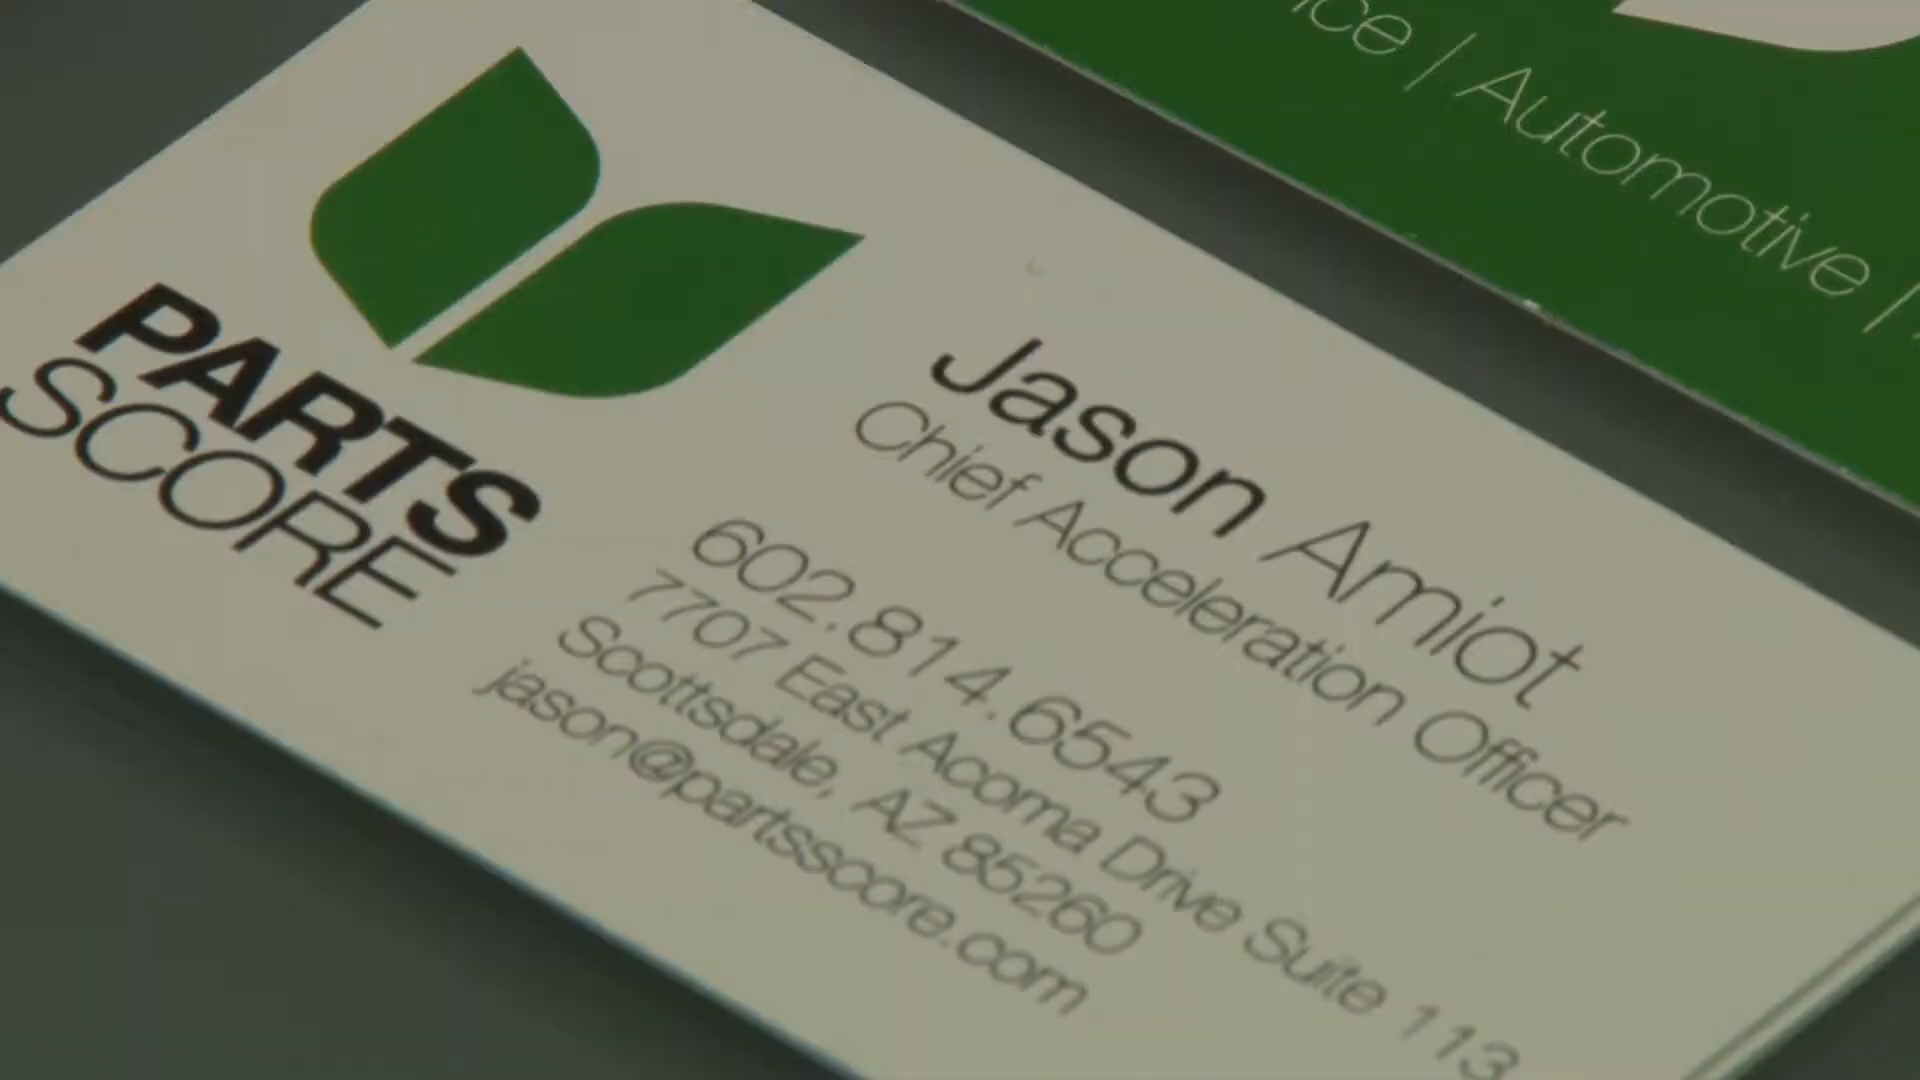 | Automotive |
PARTS
SCORE
Jason Amiot
Chief Acceleration Officer
602.814.6543
7707 East Acoma Drive Suite 113
Scottsdale, AZ 85260
jason@partsscore.com